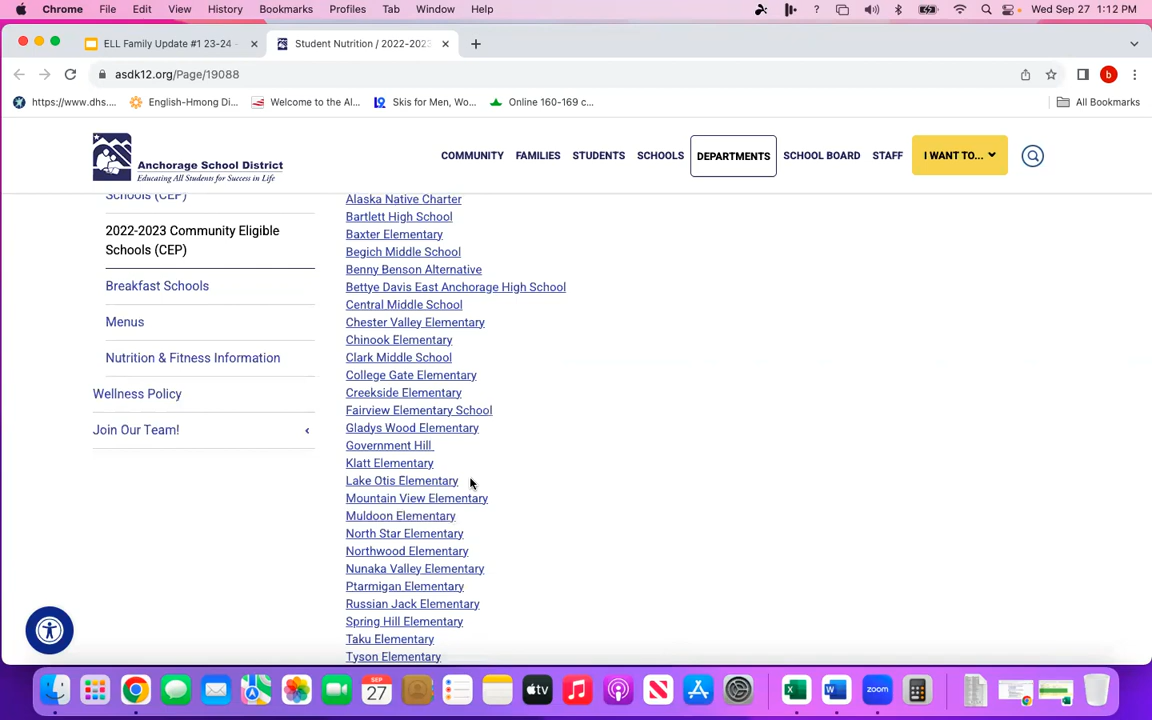 Chrome File Edit View History Bookmarks Profiles Tab Window Help Wed Sep 27 1:12 PM
ELL Family Update #1 23-24 - Student Nutrition / 2022-2023
asdk12.org/Page/19088 b
https://www.dhs.... English-Hmong Di... Welcome to the Al... Skis for Men, Wo... Online 160-169 c... All Bookmarks
Anchorage School District
Educating All Students for Success in Life
COMMUNITY FAMILIES STUDENTS SCHOOLS DEPARTMENTS SCHOOL BOARD STAFF I WANT TO...
Schools (CEP)
2022-2023 Community Eligible
Schools (CEP)
Breakfast Schools
Menus
Nutrition & Fitness Information
Wellness Policy
Join Our Team!
Alaska Native Charter
Bartlett High School
Baxter Elementary
Begich Middle School
Benny Benson Alternative
Bettye Davis East Anchorage High School
Central Middle School
Chester Valley Elementary
Chinook Elementary
Clark Middle School
College Gate Elementary
Creekside Elementary
Fairview Elementary School
Gladys Wood Elementary
Government Hill
Klatt Elementary
Lake Otis Elementary
Mountain View Elementary
Muldoon Elementary
North Star Elementary
Northwood Elementary
Nunaka Valley Elementary
Ptarmigan Elementary
Russian Jack Elementary
Spring Hill Elementary
Taku Elementary
Tyson Elementary
SEP
27
tv
zoom